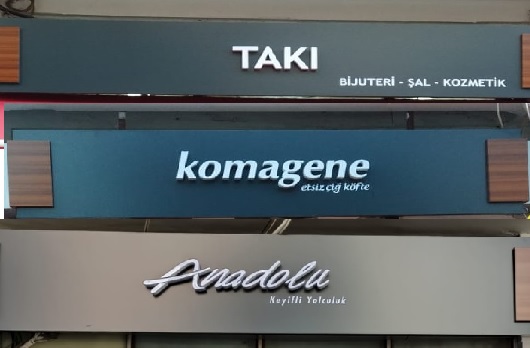 TAKI
BİJUTERİ - ŞAL - KOZMETİK
komagene
etsiz çiğ köfte
Anadolu
Keyifli Yolculuk